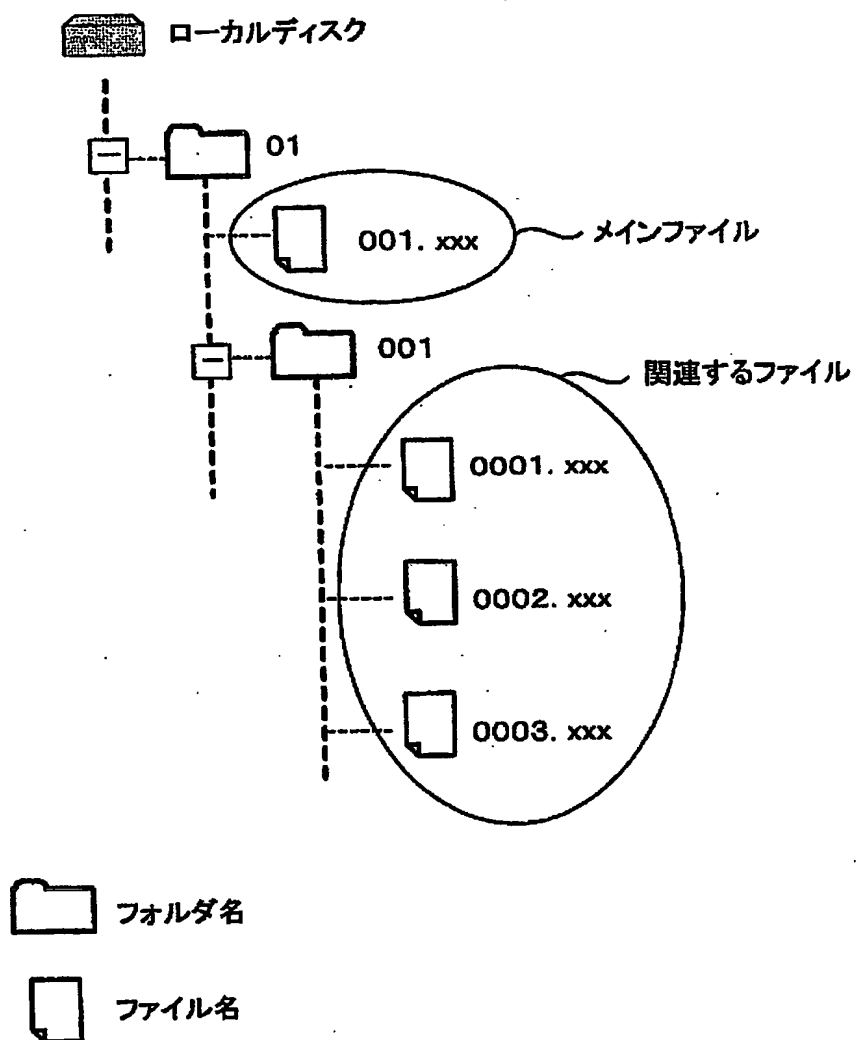 ローカルディスク
01
001. xxx
メインファイル
001
関連するファイル
0001. xxx
0002. xxx
0003. xxx
フォルダ名
ファイル名